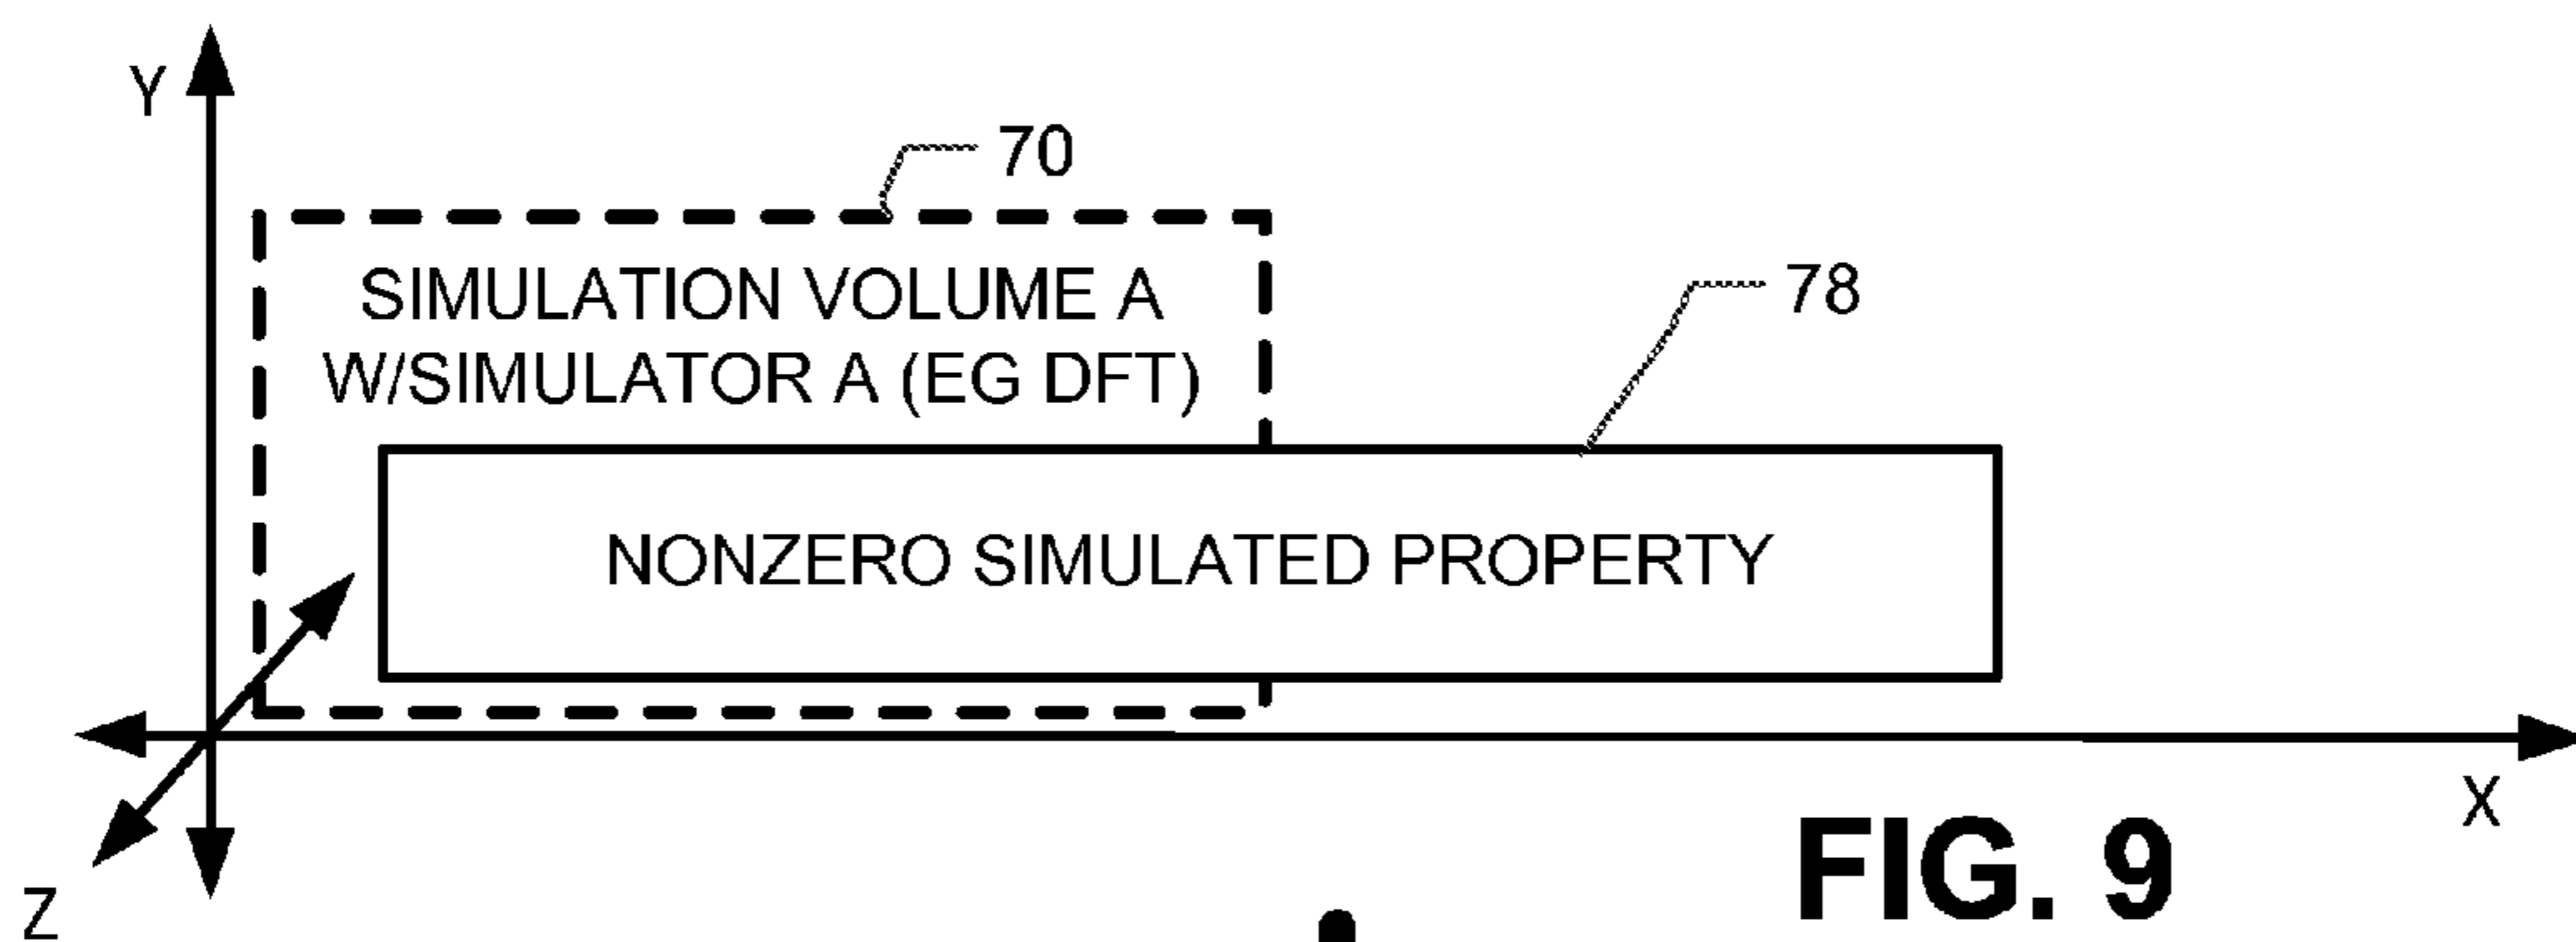 Y
70
SIMULATION VOLUME A
W/SIMULATOR A (EG DFT)
78
NONZERO SIMULATED PROPERTY
X
FIG. 9
Z